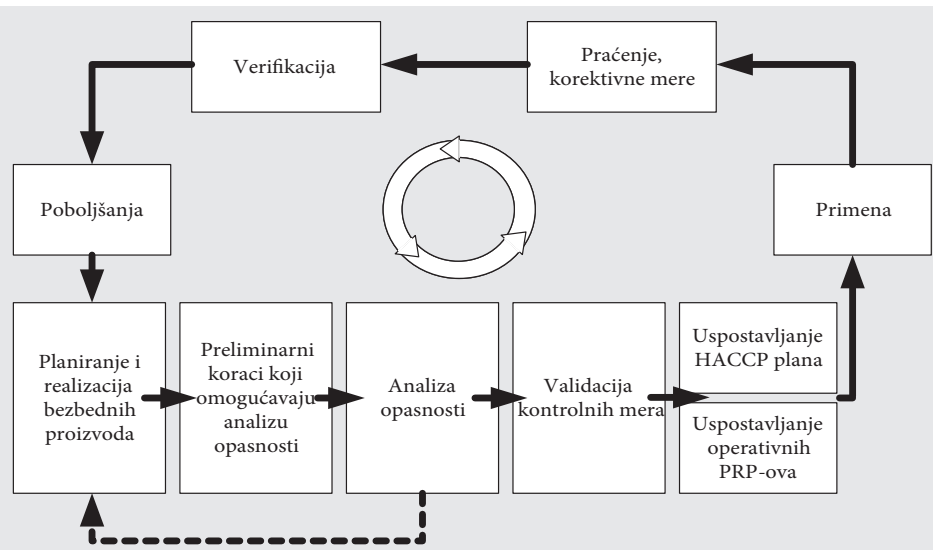 Verifikacija
Praćenje,
korektivne mere
Poboljšanja
Primena
Planiranje i
realizacija
bezbednih
proizvoda
Preliminarni
koraci koji
omogućavaju
analizu
opasnosti
Analiza
opasnosti
Validacija
kontrolnih mera
Uspostavljanje
HACCP plana
Uspostavljanje
operativnih
PRP-ova